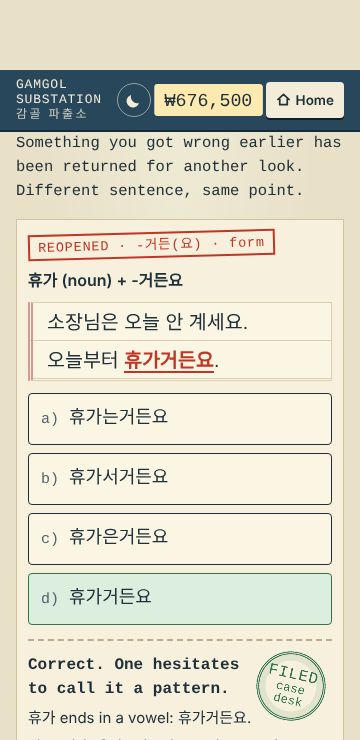 GAMGOL
SUBSTATION
감골 파출소
₩676,500
Home
Something you got wrong earlier has
been returned for another look.
Different sentence, same point.
REOPENED · -거든(요) · form
휴가 (noun) + -거든요
소장님은 오늘 안 계세요.
오늘부터 휴가거든요.
a) 휴가는거든요
b) 휴가서거든요
c) 휴가은거든요
d) 휴가거든요
Correct. One hesitates
to call it a pattern.
FILED
case
desk
휴가 ends in a vowel: 휴가거든요.